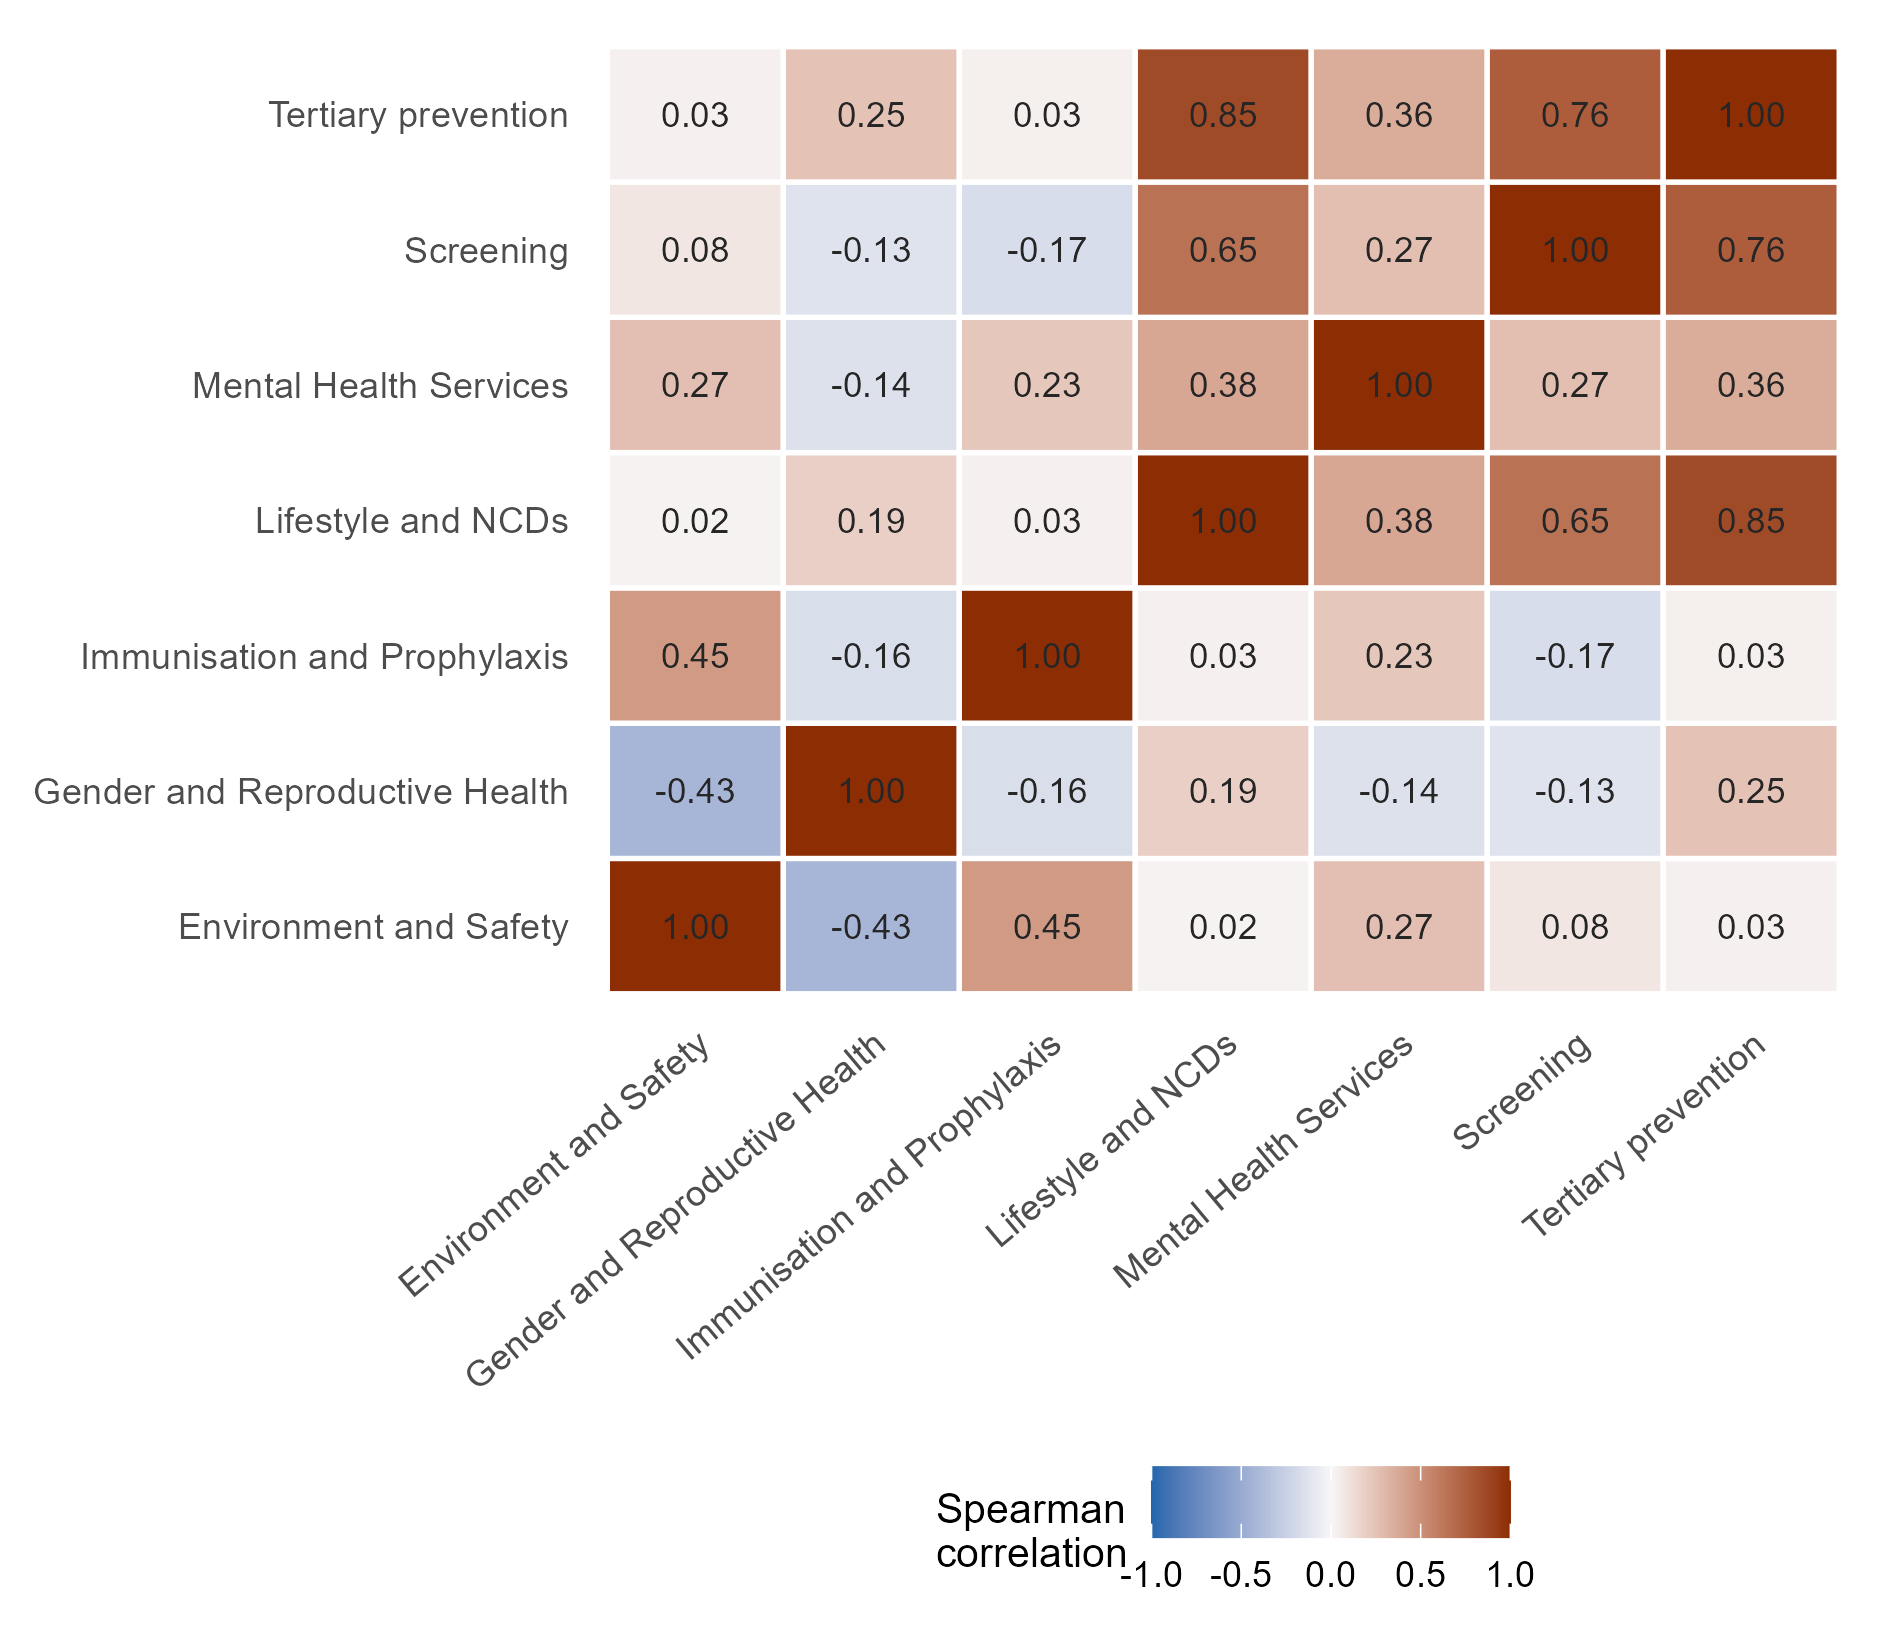 Tertiary prevention 0.03 0.25 0.03 0.85 0.36 0.76 1.00
Screening 0.08 -0.13 -0.17 0.65 0.27 1.00 0.76
Mental Health Services 0.27 -0.14 0.23 0.38 1.00 0.27 0.36
Lifestyle and NCDs 0.02 0.19 0.03 1.00 0.38 0.65 0.85
Immunisation and Prophylaxis 0.45 -0.16 1.00 0.03 0.23 -0.17 0.03
Gender and Reproductive Health -0.43 1.00 -0.16 0.19 -0.14 -0.13 0.25
Environment and Safety 1.00 -0.43 0.45 0.02 0.27 0.08 0.03
Environment and Safety
Gender and Reproductive Health
Immunisation and Prophylaxis
Lifestyle and NCDs
Mental Health Services
Screening
Tertiary prevention
Spearman
correlation
-1.0 -0.5 0.0 0.5 1.0